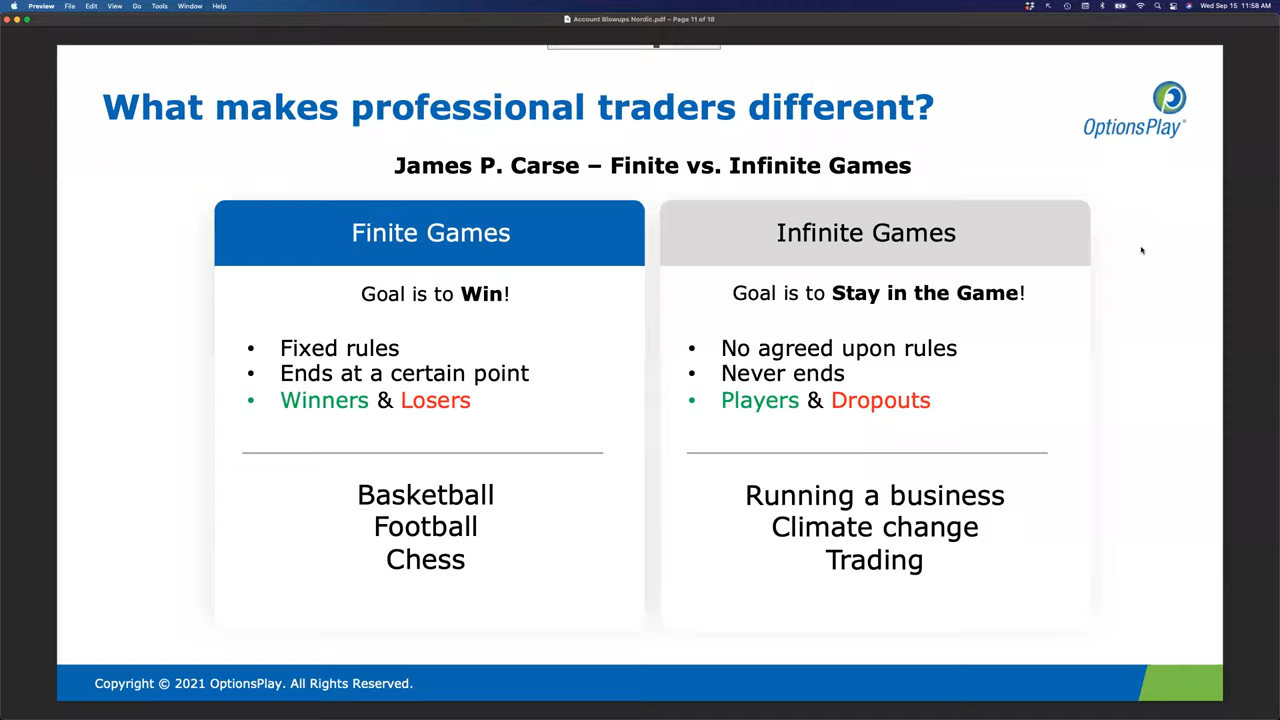 Preview File Edit View Go Tools Window Help
Wed Sep 15 11:58 AM
Account Blowups Nordic.pdf – Page 11 of 18
What makes professional traders different?
OptionsPlay
James P. Carse – Finite vs. Infinite Games
Finite Games
Goal is to Win!
• Fixed rules
• Ends at a certain point
• Winners & Losers
Basketball
Football
Chess
Infinite Games
Goal is to Stay in the Game!
• No agreed upon rules
• Never ends
• Players & Dropouts
Running a business
Climate change
Trading
Copyright © 2021 OptionsPlay. All Rights Reserved.